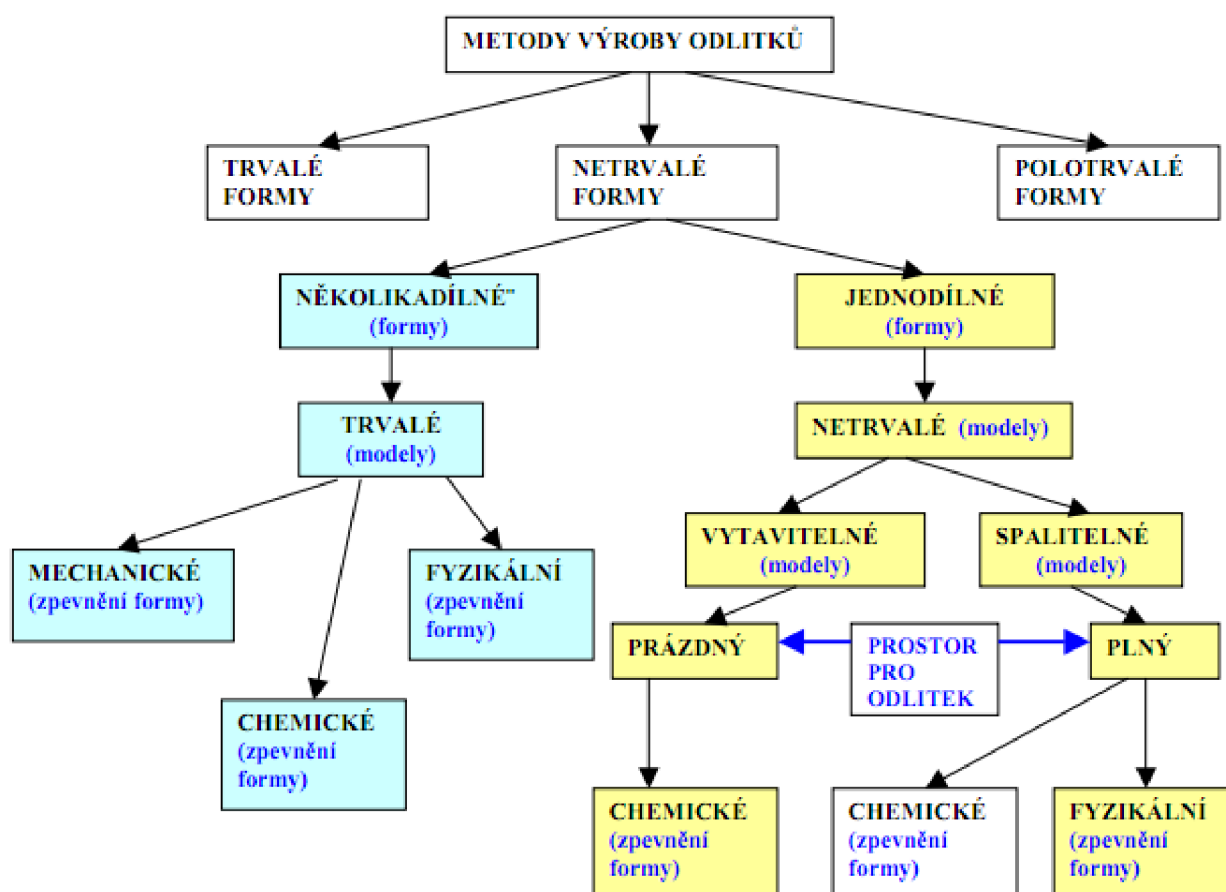 METODY VÝROBY ODLITKŮ
TRVALÉ
FORMY
NETRVALÉ
FORMY
POLOTRVALÉ
FORMY
NĚKOLIKADÍLNɨ
(formy)
JEDNODÍLNÉ
(formy)
TRVALÉ
(modely)
NETRVALÉ (modely)
VYTAVITELNÉ
(modely)
SPALITELNÉ
(modely)
MECHANICKÉ
(zpevnění formy)
FYZIKÁLNÍ
(zpevnění
formy)
PRÁZDNÝ
PROSTOR
PRO
ODLITEK
PLNÝ
CHEMICKÉ
(zpevnění
formy)
CHEMICKÉ
(zpevnění
formy)
CHEMICKÉ
(zpevnění
formy)
FYZIKÁLNÍ
(zpevnění
formy)